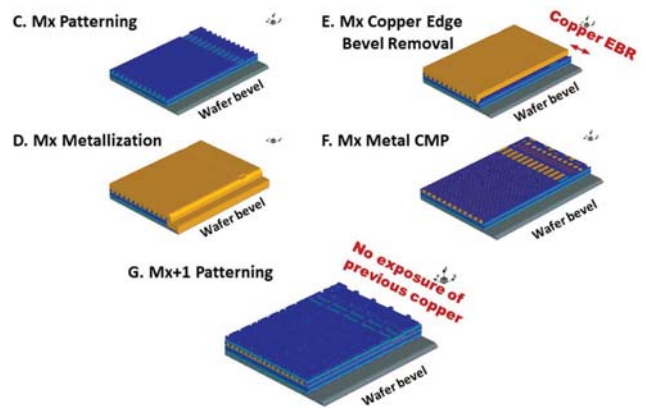 C. Mx Patterning
Wafer bevel
D. Mx Metallization
Wafer bevel
E. Mx Copper Edge
Bevel Removal
Copper EBR
Wafer bevel
F. Mx Metal CMP
Wafer bevel
G. Mx+1 Patterning
No exposure of
previous copper
Wafer bevel